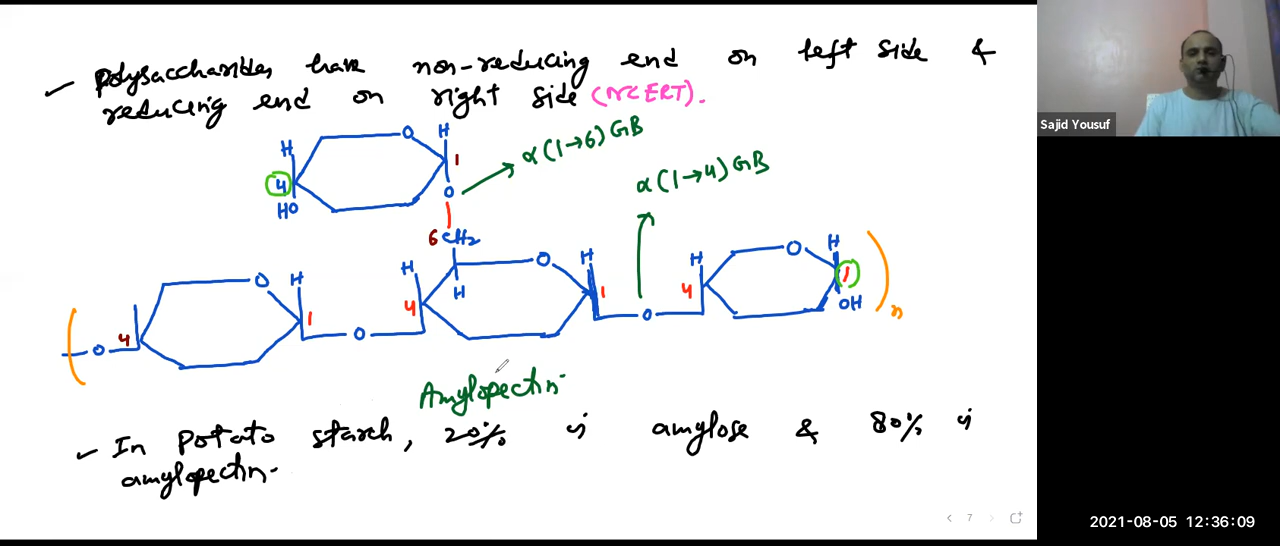 ✓ Polysaccharides have non-reducing end on left side &
reducing end on right side (NCERT).
Sajid Yousuf
O H
H 1 α(1→6) GB
4
HO O α(1→4) GB
6 CH2
O H H O H H O H
4 1 4 H 1 4 1
O O O OH n
Amylopectin
✓ In Potato starch, 20% is amylose & 80% is
amylopectin.
7
2021-08-05 12:36:09